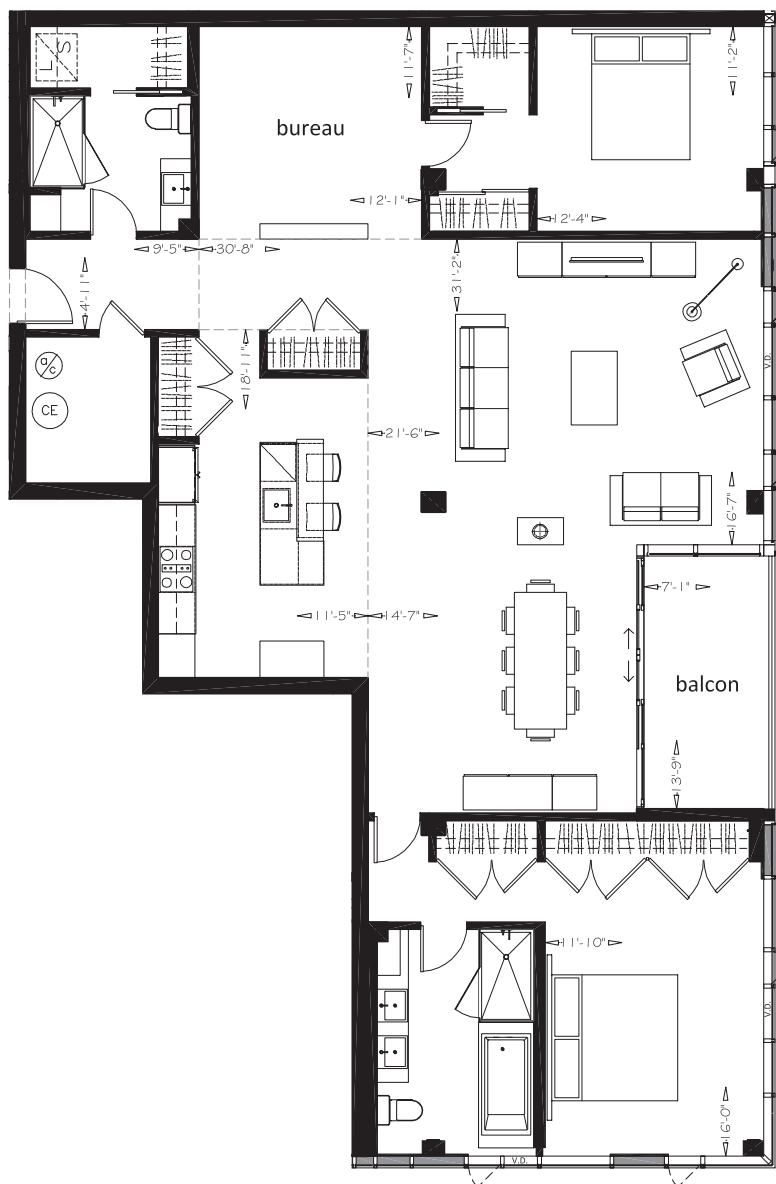 L S
11'-7"
11'-2"
bureau
12'-1"
12'-4"
9'-5"
30'-8"
31'-2"
4'-11"
18'-11"
a/c
CE
V.D.
21'-6"
16'-7"
7'-1"
11'-5"
14'-7"
balcon
13'-9"
11'-10"
V.D.
16'-0"
V.D.